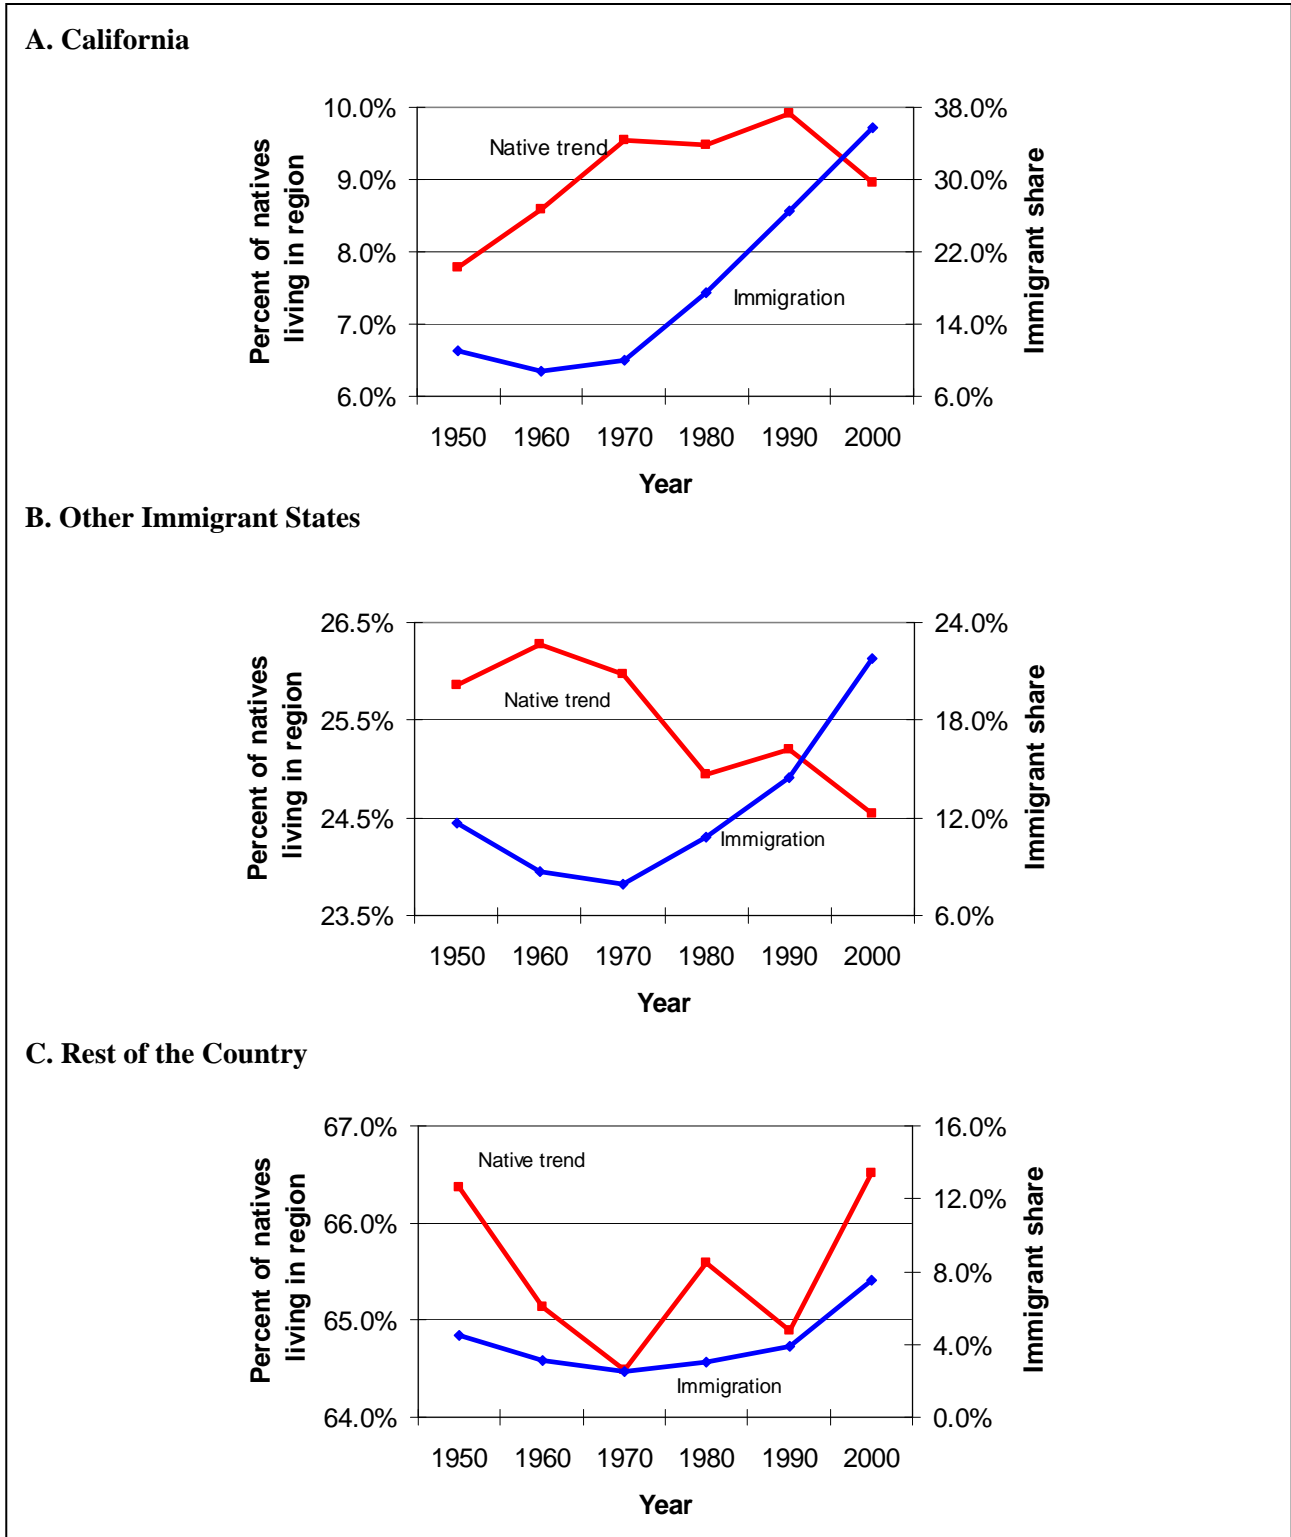 A. California
10.0%
38.0%
Native trend
9.0%
30.0%
8.0%
22.0%
Immigration
7.0%
14.0%
6.0%
6.0%
Percent of natives
living in region
Immigrant share
1950 1960 1970 1980 1990 2000
Year
B. Other Immigrant States
26.5%
24.0%
Native trend
25.5%
18.0%
24.5%
12.0%
Immigration
23.5%
6.0%
Percent of natives
living in region
Immigrant share
1950 1960 1970 1980 1990 2000
Year
C. Rest of the Country
67.0%
16.0%
Native trend
12.0%
66.0%
8.0%
65.0%
4.0%
Immigration
64.0%
0.0%
Percent of natives
living in region
Immigrant share
1950 1960 1970 1980 1990 2000
Year